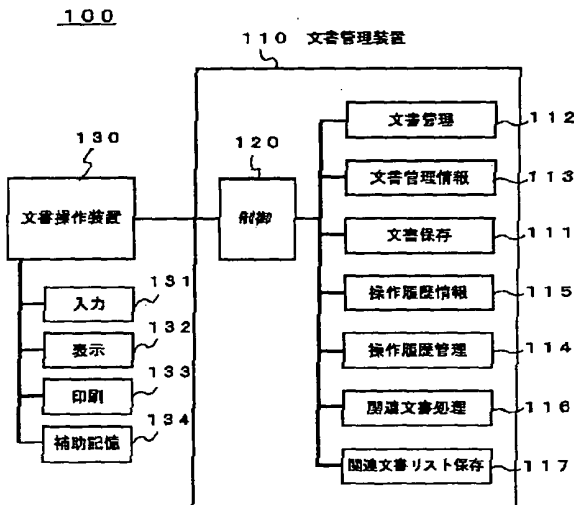 100
110 文書管理装置
130
120
文書操作装置
制御
文書管理 112
文書管理情報 113
文書保存 111
操作履歴情報 115
操作履歴管理 114
関連文書処理 116
関連文書リスト保存 117
入力 131
表示 132
印刷 133
補助記憶 134